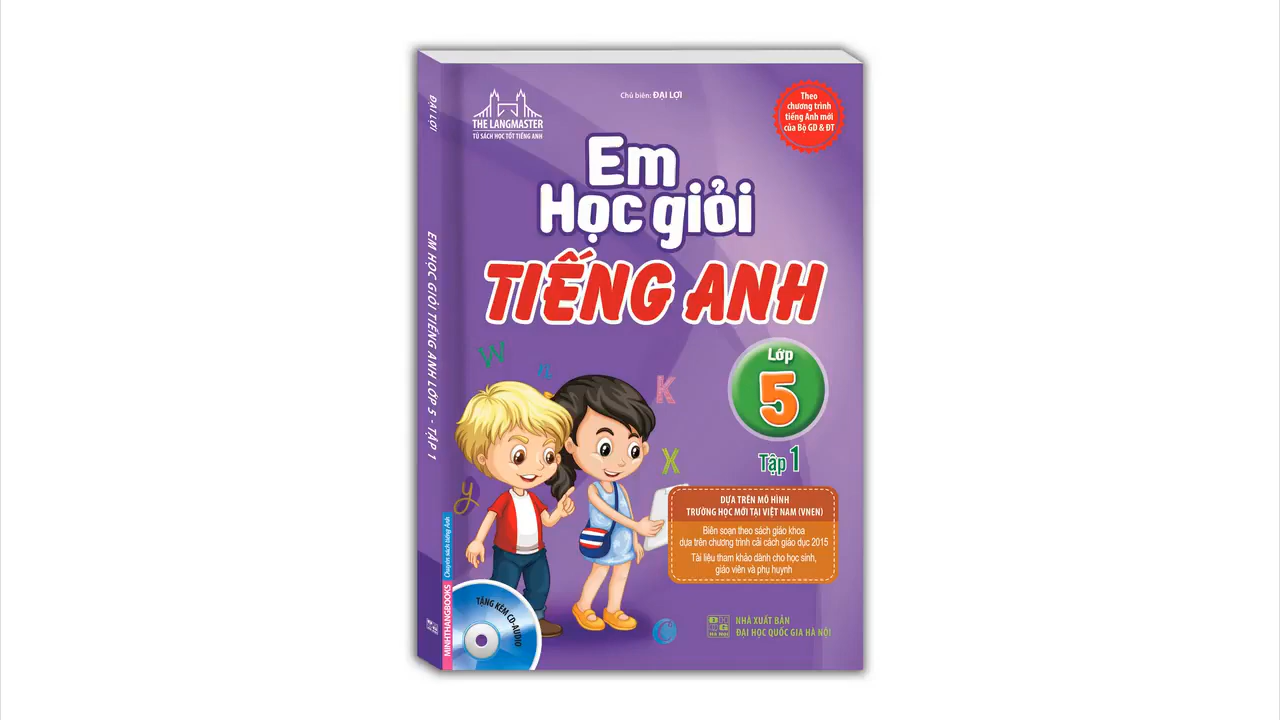 Chủ biên: ĐẠI LỢI
THE LANGMASTER
TỦ SÁCH HỌC TỐT TIẾNG ANH
Theo
chương trình
tiếng Anh mới
của Bộ GD & ĐT
Em
Học giỏi
TIẾNG ANH
Lớp
5
Tập 1
W
n
K
X
y
DỰA TRÊN MÔ HÌNH
TRƯỜNG HỌC MỚI TẠI VIỆT NAM (VNEN)
Biên soạn theo sách giáo khoa
dựa trên chương trình cải cách giáo dục 2015
Tài liệu tham khảo dành cho học sinh,
giáo viên và phụ huynh
TẶNG KÈM CD-AUDIO
NHÀ XUẤT BẢN
ĐẠI HỌC QUỐC GIA HÀ NỘI
ĐẠI LỢI
EM HỌC GIỎI TIẾNG ANH LỚP 5 - TẬP 1
Chuyên sách tiếng Anh
MINHTHANGBOOKS